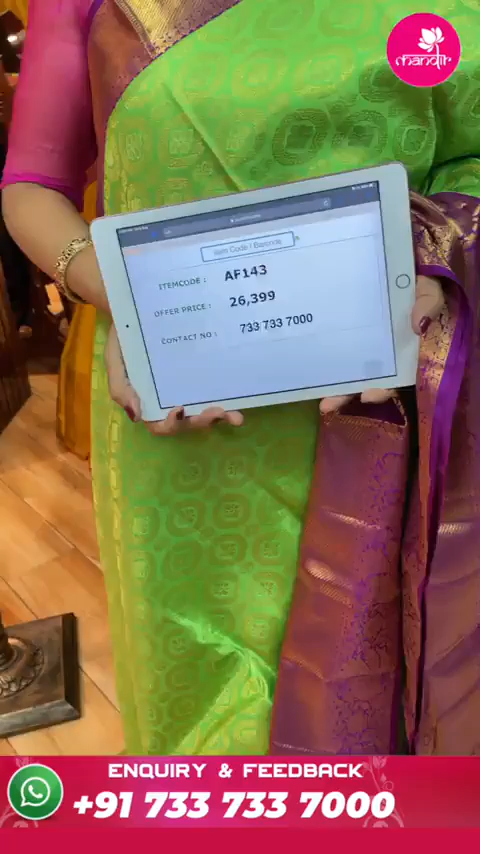 mandir
Item Code / Barcode
ITEMCODE : AF143
OFFER PRICE : 26,399
CONTACT NO : 733 733 7000
ENQUIRY & FEEDBACK
+91 733 733 7000